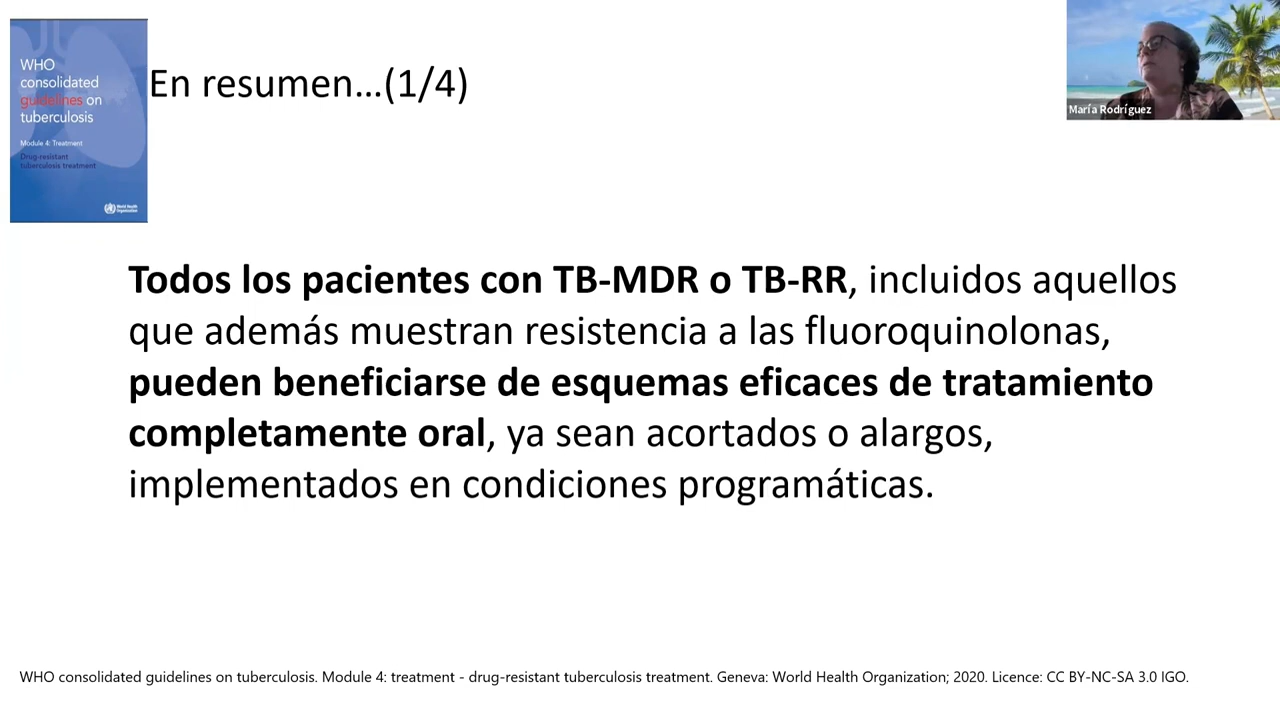 WHO
consolidated
guidelines on
tuberculosis
Module 4: Treatment
Drug-resistant
tuberculosis treatment
World Health
Organization
En resumen…(1/4)
María Rodríguez
Todos los pacientes con TB-MDR o TB-RR, incluidos aquellos
que además muestran resistencia a las fluoroquinolonas,
pueden beneficiarse de esquemas eficaces de tratamiento
completamente oral, ya sean acortados o alargos,
implementados en condiciones programáticas.
WHO consolidated guidelines on tuberculosis. Module 4: treatment - drug-resistant tuberculosis treatment. Geneva: World Health Organization; 2020. Licence: CC BY-NC-SA 3.0 IGO.